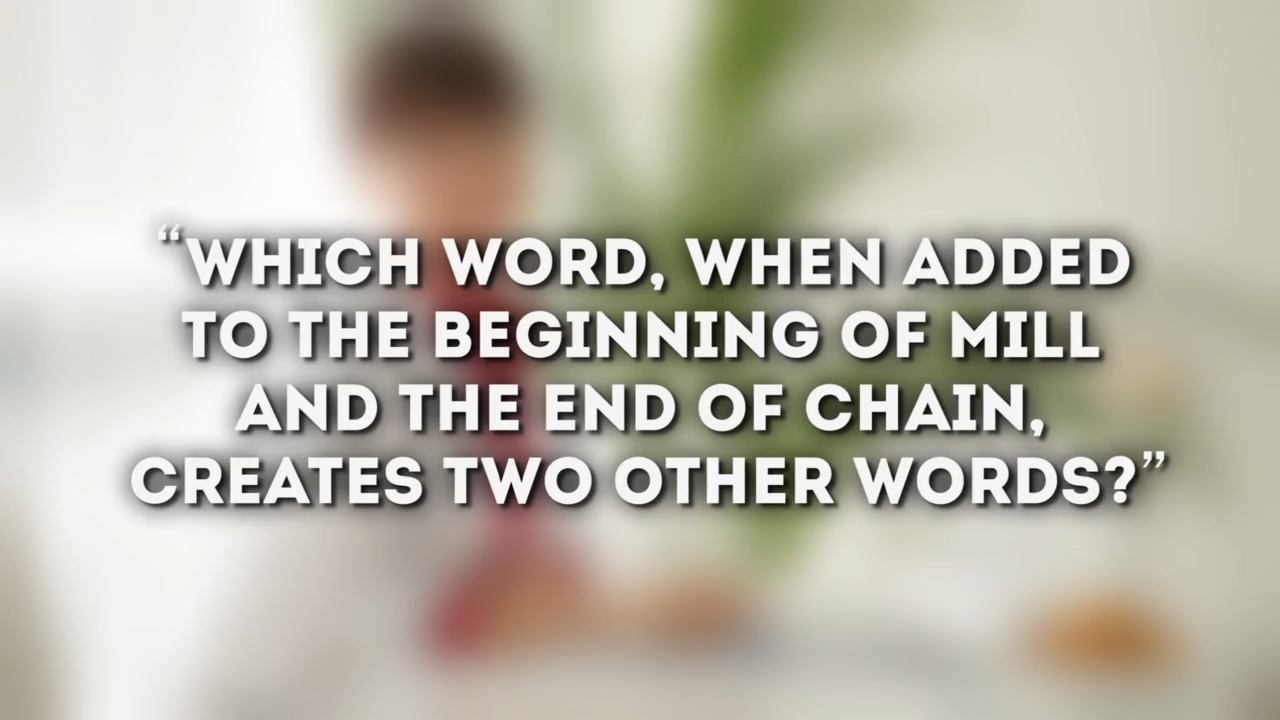 “WHICH WORD, WHEN ADDED
TO THE BEGINNING OF MILL
AND THE END OF CHAIN,
CREATES TWO OTHER WORDS?”